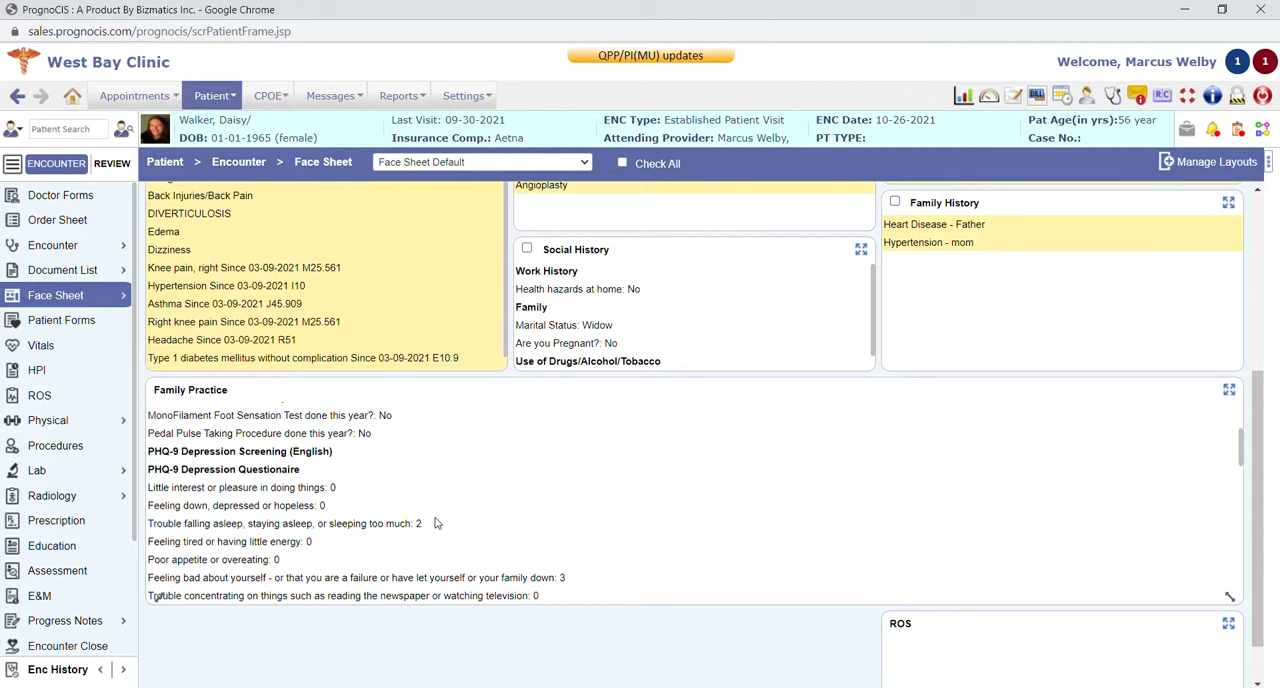 PrognoCIS : A Product By Bizmatics Inc. - Google Chrome
sales.prognocis.com/prognocis/scrPatientFrame.jsp
West Bay Clinic
QPP/PI(MU) updates
Welcome, Marcus Welby
1
1
Appointments
Patient
CPOE
Messages
Reports
Settings
BILL
R C
Patient Search
Walker, Daisy/
DOB: 01-01-1965 (female)
Last Visit: 09-30-2021
Insurance Comp.: Aetna
ENC Type: Established Patient Visit
Attending Provider: Marcus Welby,
ENC Date: 10-26-2021
PT TYPE:
Pat Age(in yrs):56 year
Case No.:
ENCOUNTER
REVIEW
Patient > Encounter > Face Sheet
Face Sheet Default
Check All
Manage Layouts
Doctor Forms
Order Sheet
Encounter
Document List
Face Sheet
Patient Forms
Vitals
HPI
ROS
Physical
Procedures
Lab
Radiology
Prescription
Education
Assessment
E&M
Progress Notes
Encounter Close
Enc History
Back Injuries/Back Pain
DIVERTICULOSIS
Edema
Dizziness
Knee pain, right Since 03-09-2021 M25.561
Hypertension Since 03-09-2021 I10
Asthma Since 03-09-2021 J45.909
Right knee pain Since 03-09-2021 M25.561
Headache Since 03-09-2021 R51
Type 1 diabetes mellitus without complication Since 03-09-2021 E10.9
Angioplasty
Social History
Work History
Health hazards at home: No
Family
Marital Status: Widow
Are you Pregnant?: No
Use of Drugs/Alcohol/Tobacco
Family History
Heart Disease - Father
Hypertension - mom
Family Practice
MonoFilament Foot Sensation Test done this year?: No
Pedal Pulse Taking Procedure done this year?: No
PHQ-9 Depression Screening (English)
PHQ-9 Depression Questionaire
Little interest or pleasure in doing things: 0
Feeling down, depressed or hopeless: 0
Trouble falling asleep, staying asleep, or sleeping too much: 2
Feeling tired or having little energy: 0
Poor appetite or overeating: 0
Feeling bad about yourself - or that you are a failure or have let yourself or your family down: 3
Trouble concentrating on things such as reading the newspaper or watching television: 0
ROS